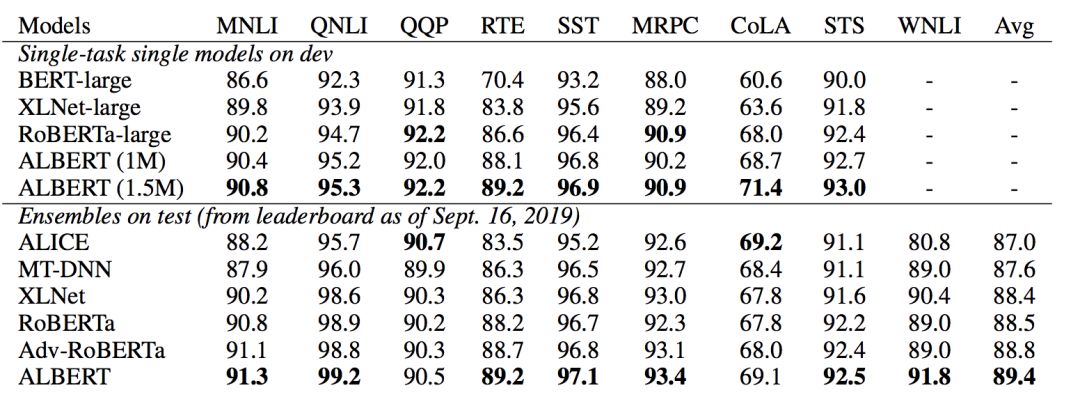 Models MNLI QNLI QQP RTE SST MRPC CoLA STS WNLI Avg
Single-task single models on dev
BERT-large 86.6 92.3 91.3 70.4 93.2 88.0 60.6 90.0 - -
XLNet-large 89.8 93.9 91.8 83.8 95.6 89.2 63.6 91.8 - -
RoBERTa-large 90.2 94.7 92.2 86.6 96.4 90.9 68.0 92.4 - -
ALBERT (1M) 90.4 95.2 92.0 88.1 96.8 90.2 68.7 92.7 - -
ALBERT (1.5M) 90.8 95.3 92.2 89.2 96.9 90.9 71.4 93.0 - -
Ensembles on test (from leaderboard as of Sept. 16, 2019)
ALICE 88.2 95.7 90.7 83.5 95.2 92.6 69.2 91.1 80.8 87.0
MT-DNN 87.9 96.0 89.9 86.3 96.5 92.7 68.4 91.1 89.0 87.6
XLNet 90.2 98.6 90.3 86.3 96.8 93.0 67.8 91.6 90.4 88.4
RoBERTa 90.8 98.9 90.2 88.2 96.7 92.3 67.8 92.2 89.0 88.5
Adv-RoBERTa 91.1 98.8 90.3 88.7 96.8 93.1 68.0 92.4 89.0 88.8
ALBERT 91.3 99.2 90.5 89.2 97.1 93.4 69.1 92.5 91.8 89.4